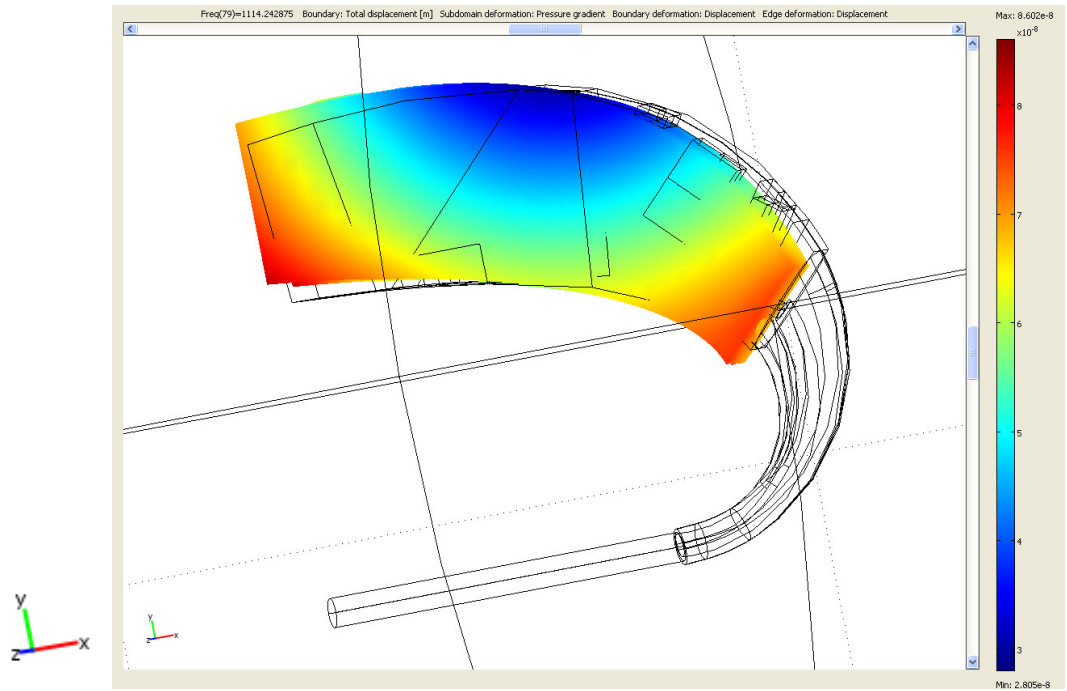 Freq(79)=1114.242875 Boundary: Total displacement [m] Subdomain deformation: Pressure gradient Boundary deformation: Displacement Edge deformation: Displacement
Max: 8.602e-8
x10^-8
8
7
6
5
4
3
Min: 2.805e-8
y
z
x
y
z
x